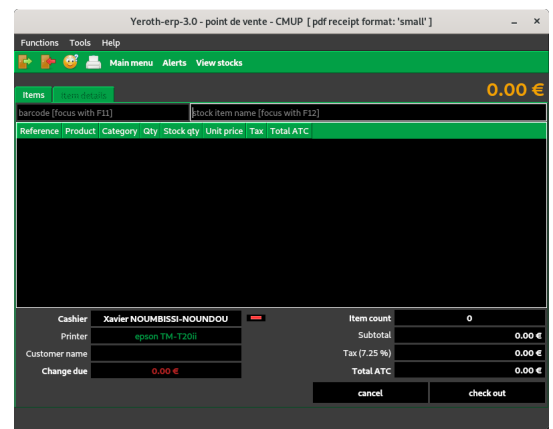 Yeroth-erp-3.0 - point de vente - CMUP [ pdf receipt format: 'small' ]
Functions Tools Help
Main menu Alerts View stocks
0.00 €
Items Item details
barcode [focus with F11] stock item name [focus with F12]
Reference Product Category Qty Stock qty Unit price Tax Total ATC
Cashier Xavier NOUMBISSI-NOUNDOU Item count 0
Printer epson TM-T20ii Subtotal 0.00 €
Customer name Tax (7.25 %) 0.00 €
Change due 0.00 € Total ATC 0.00 €
cancel check out